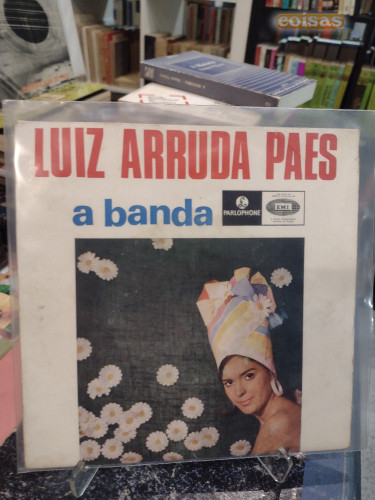 coisas
LUIZ ARRUDA PAES
a banda
PARLOPHONE
EMI